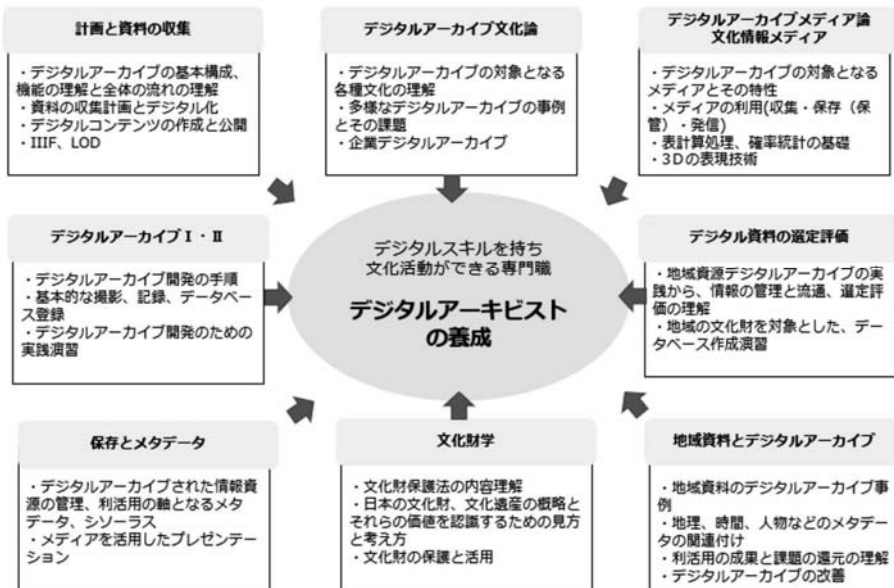 計画と資料の収集
・デジタルアーカイブの基本構成、
機能の理解と全体の流れの理解
・資料の収集計画とデジタル化
・デジタルコンテンツの作成と公開
・IIIF、LOD
デジタルアーカイブ文化論
・デジタルアーカイブの対象となる
各種文化の理解
・多様なデジタルアーカイブの事例
とその課題
・企業デジタルアーカイブ
デジタルアーカイブメディア論
文化情報メディア
・デジタルアーカイブの対象となる
メディアとその特性
・メディアの利用(収集・保存（保
管）・発信)
・表計算処理、確率統計の基礎
・3Dの表現技術
デジタルアーカイブⅠ・Ⅱ
・デジタルアーカイブ開発の手順
・基本的な撮影、記録、データベー
ス登録
・デジタルアーカイブ開発のための
実践演習
デジタルスキルを持ち
文化活動ができる専門職
デジタルアーキビスト
の養成
デジタル資料の選定評価
・地域資源デジタルアーカイブの実
践から、情報の管理と流通、選定評
価の理解
・地域の文化財を対象とした、デー
タベース作成演習
保存とメタデータ
・デジタルアーカイブされた情報資
源の管理、利活用の軸となるメタ
データ、シソーラス
・メディアを活用したプレゼンテー
ション
文化財学
・文化財保護法の内容理解
・日本の文化財、文化遺産の概略と
それらの価値を認識するための見方
と考え方
・文化財の保護と活用
地域資料とデジタルアーカイブ
・地域資料のデジタルアーカイブ事
例
・地理、時間、人物などのメタデー
タの関連付け
・利活用の成果と課題の還元の理解
・デジタルアーカイブの改善